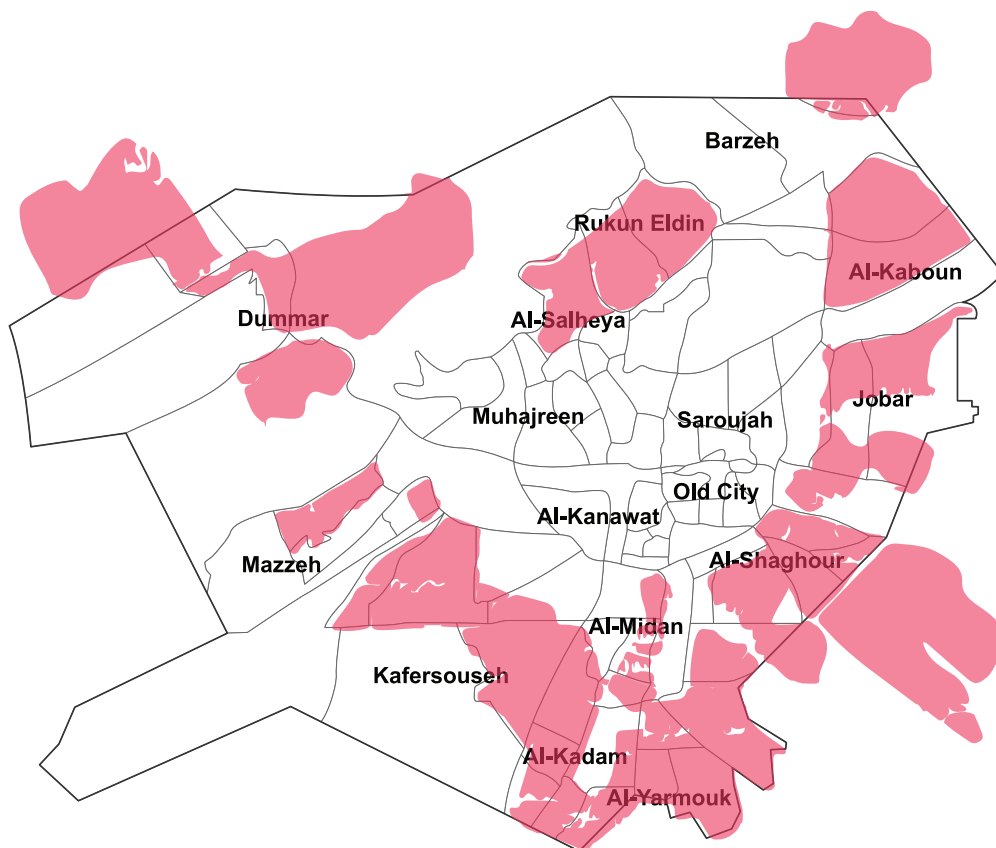 Barzeh
Rukun Eldin
Al-Kaboun
Dummar
Al-Salheya
Jobar
Muhajreen
Saroujah
Old City
Al-Kanawat
Mazzeh
Al-Shaghour
Al-Midan
Kafersouseh
Al-Kadam
Al-Yarmouk